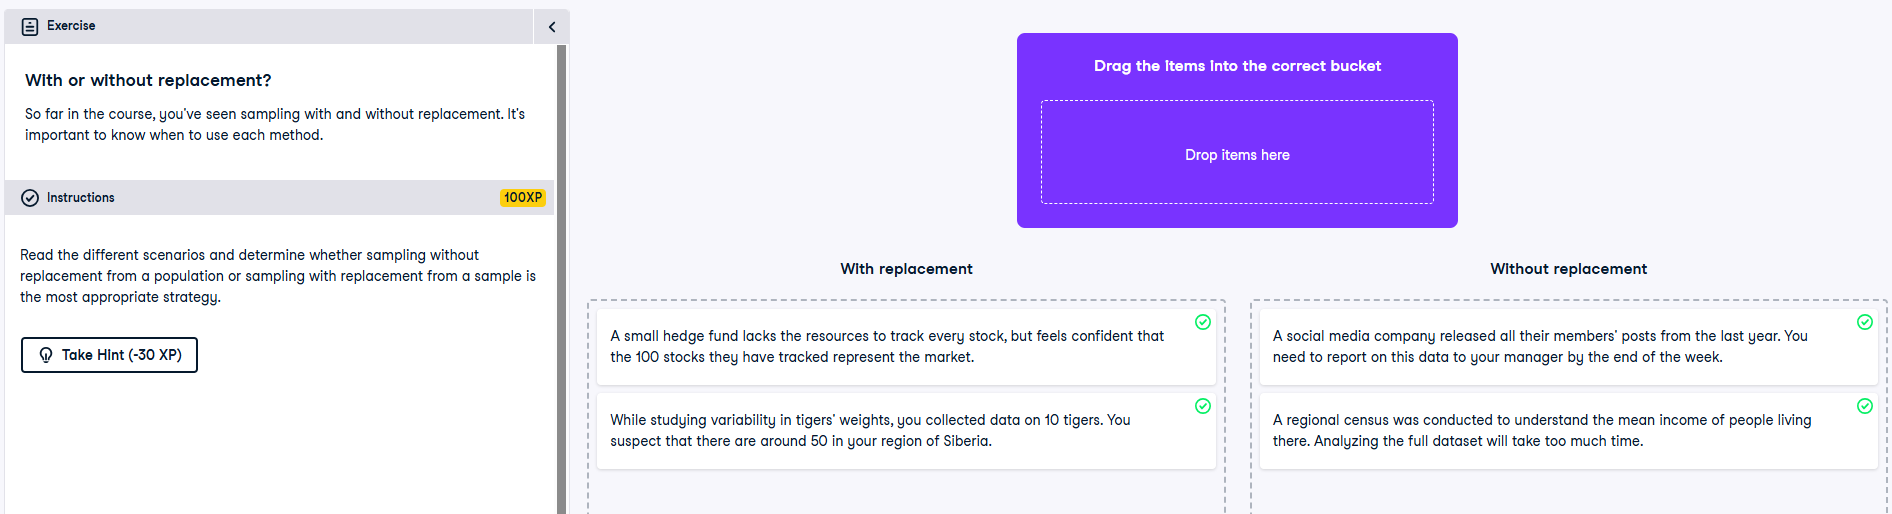 Exercise
With or without replacement?
So far in the course, you've seen sampling with and without replacement. It's
important to know when to use each method.
Instructions
100XP
Read the different scenarios and determine whether sampling without
replacement from a population or sampling with replacement from a sample is
the most appropriate strategy.
Take Hint (-30 XP)
Drag the items into the correct bucket
Drop items here
With replacement
A small hedge fund lacks the resources to track every stock, but feels confident that
the 100 stocks they have tracked represent the market.
While studying variability in tigers' weights, you collected data on 10 tigers. You
suspect that there are around 50 in your region of Siberia.
Without replacement
A social media company released all their members' posts from the last year. You
need to report on this data to your manager by the end of the week.
A regional census was conducted to understand the mean income of people living
there. Analyzing the full dataset will take too much time.